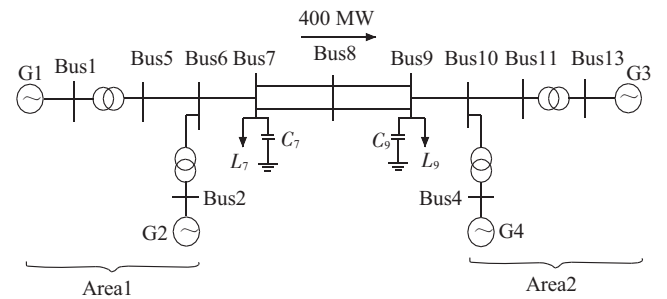 400 MW
Bus8
G1 Bus1 Bus5 Bus6 Bus7 Bus9 Bus10 Bus11 Bus13 G3
L7 C7 C9 L9
Bus2 Bus4
G2 G4
Area1 Area2